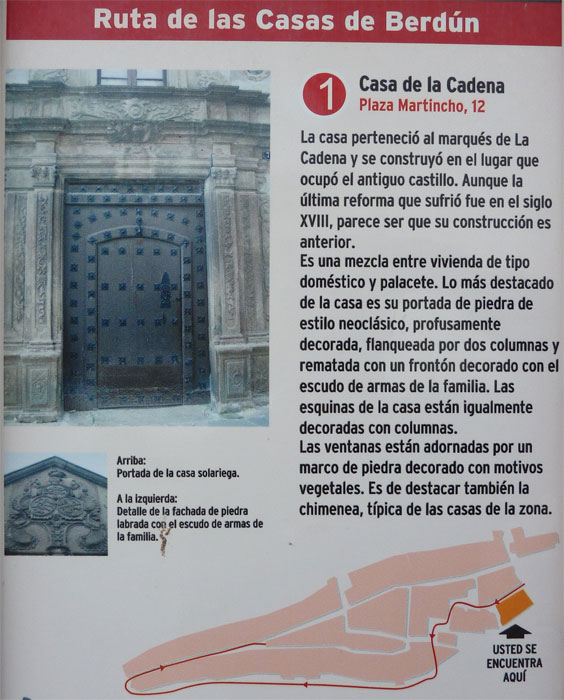 Ruta de las Casas de Berdún
1
Casa de la Cadena
Plaza Martincho, 12
La casa perteneció al marqués de La
Cadena y se construyó en el lugar que
ocupó el antiguo castillo. Aunque la
última reforma que sufrió fue en el siglo
XVIII, parece ser que su construcción es
anterior.
Es una mezcla entre vivienda de tipo
doméstico y palacete. Lo más destacado
de la casa es su portada de piedra de
estilo neoclásico, profusamente
decorada, flanqueada por dos columnas y
rematada con un frontón decorado con el
escudo de armas de la familia. Las
esquinas de la casa están igualmente
decoradas con columnas.
Las ventanas están adornadas por un
marco de piedra decorado con motivos
vegetales. Es de destacar también la
chimenea, típica de las casas de la zona.
Arriba:
Portada de la casa solariega.
A la izquierda:
Detalle de la fachada de piedra
labrada con el escudo de armas de
la familia.
USTED SE
ENCUENTRA
AQUÍ